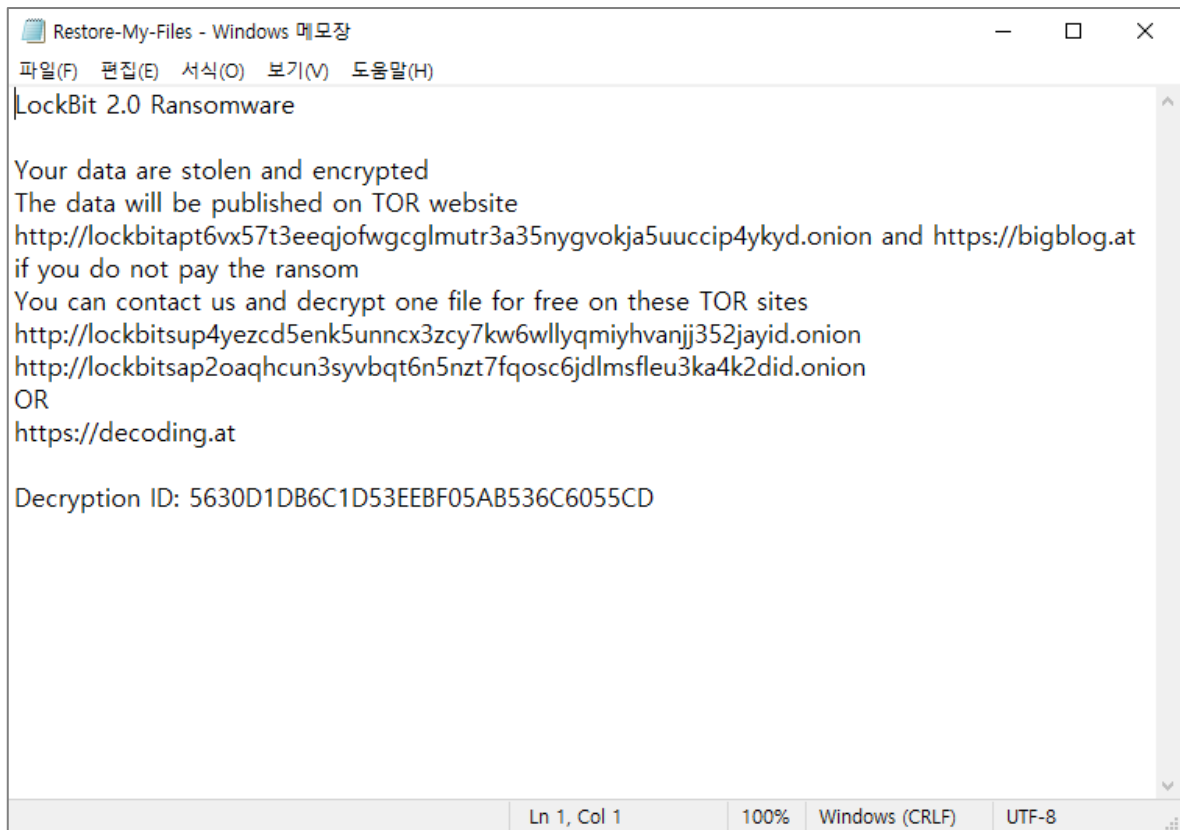 Restore-My-Files - Windows 메모장
파일(F) 편집(E) 서식(O) 보기(V) 도움말(H)
LockBit 2.0 Ransomware
Your data are stolen and encrypted
The data will be published on TOR website
http://lockbitapt6vx57t3eeqjofwgcglmutr3a35nygvokja5uuccip4ykyd.onion and https://bigblog.at
if you do not pay the ransom
You can contact us and decrypt one file for free on these TOR sites
http://lockbitsup4yezcd5enk5unncx3zcy7kw6wllyqmiyhvanjj352jayid.onion
http://lockbitsap2oaqhcun3syvbqt6n5nzt7fqosc6jdlmsfleu3ka4k2did.onion
OR
https://decoding.at
Decryption ID: 5630D1DB6C1D53EEBF05AB536C6055CD
Ln 1, Col 1 100% Windows (CRLF) UTF-8